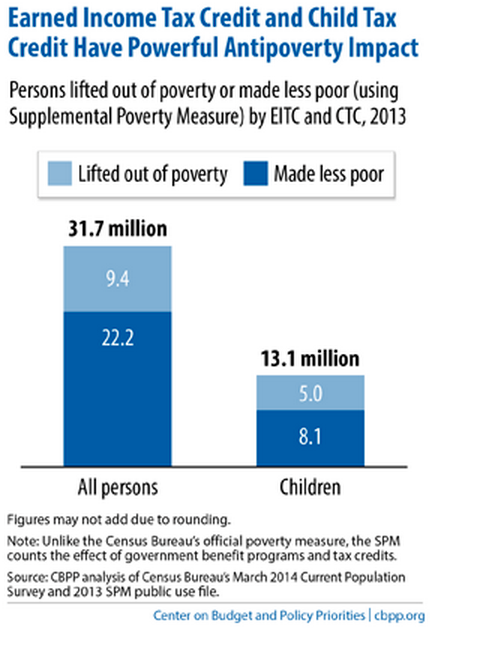 Earned Income Tax Credit and Child Tax
Credit Have Powerful Antipoverty Impact
Persons lifted out of poverty or made less poor (using
Supplemental Poverty Measure) by EITC and CTC, 2013
Lifted out of poverty Made less poor
31.7 million
9.4
22.2
13.1 million
5.0
8.1
All persons Children
Figures may not add due to rounding.
Note: Unlike the Census Bureau's official poverty measure, the SPM
counts the effect of government benefit programs and tax credits.
Source: CBPP analysis of Census Bureau's March 2014 Current Population
Survey and 2013 SPM public use file.
Center on Budget and Policy Priorities | cbpp.org